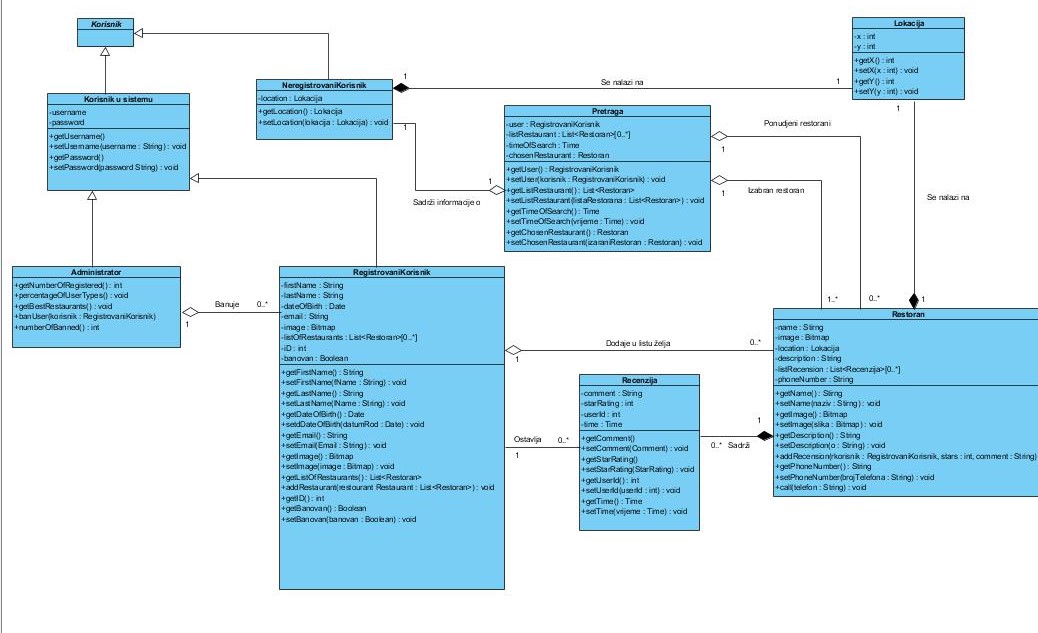 Korisnik
Lokacija
-x : int
-y : int
+getX() : int
+setX(x : int) : void
+getY() : int
+setY(y : int) : void
NeregistrovaniKorisnik
-location : Lokacija
+getLocation() : Lokacija
+setLocation(lokacija : Lokacija) : void
1
Se nalazi na
1
1
Korisnik u sistemu
-username
-password
+getUsername()
+setUsername(username : String) : void
+getPassword()
+setPassword(password String) : void
Pretraga
-user : RegistrovaniKorisnik
-listRestaurant : List<Restoran>[0..*]
-timeOfSearch : Time
-chosenRestaurant : Restoran
+getUser() : RegistrovaniKorisnik
+setUser(korisnik : RegistrovaniKorisnik) : void
+getListRestaurant() : List<Restoran>
+setListRestaurant(listaRestorana : List<Restoran>) : void
+getTimeOfSearch() : Time
+setTimeOfSearch(vrijeme : Time) : void
+getChosenRestaurant() : Restoran
+setChosenRestaurant(izaraniRestoran : Restoran) : void
1
Sadrži informacije o
Ponudjeni restorani
1
Izabran restoran
1
1..*
0..*
1
Se nalazi na
1
Administrator
+getNumberOfRegistered() : int
+percentageOfUserTypes() : void
+getBestRestaurants() : void
+banUser(korisnik : RegistrovaniKorisnik)
+numberOfBanned() : int
Banuje
0..*
1
RegistrovaniKorisnik
-firstName : String
-lastName : String
-dateOfBirth : Date
-email : String
-image : Bitmap
-listOfRestaurants : List<Restoran>[0..*]
-iD : int
-banovan : Boolean
+getFirstName() : String
+setFirstName(fName : String) : void
+getLastName() : String
+setLastName(lName : String) : void
+getDateOfBirth() : Date
+setdDateOfBirth(datumRod : Date) : void
+getEmail() : String
+setEmail(Email : String) : void
+getImage() : Bitmap
+setImage(image : Bitmap) : void
+getListOfRestaurants() : List<Restoran>
+addRestaurant(restourant Restaurant : List<Restoran>) : void
+getID() : int
+getBanovan() : Boolean
+setBanovan(banovan : Boolean) : void
Dodaje u listu želja
1
0..*
Ostavlja
0..*
1
Recenzija
-comment : String
-starRating : int
-userId : int
-time : Time
+getComment()
+setComment(Comment) : void
+getStarRating()
+setStarRating(StarRating) : void
+getUserId() : int
+setUserId(userId : int) : void
+getTime() : Time
+setTime(vrijeme : Time) : void
1
0..*
Sadrži
Restoran
-name : String
-image : Bitmap
-location : Lokacija
-description : String
-listRecension : List<Recenzija>[0..*]
-phoneNumber : String
+getName() : Stirng
+setName(naziv : String) : void
+getImage() : Bitmap
+setImage(slika : Bitmap) : void
+getDescription() : String
+setDescription(o : String) : void
+addRecension(rkorisnik : RegistrovaniKorisnik, stars : int, comment : String)
+getPhoneNumber() : String
+setPhoneNumber(brojTelefona : String) : void
+call(telefon : String) : void